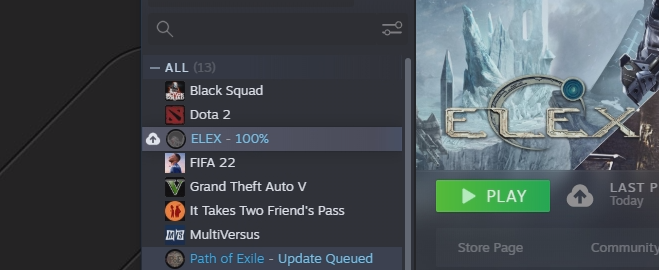 ALL (13)
Black Squad
Dota 2
ELEX - 100%
FIFA 22
Grand Theft Auto V
It Takes Two Friend's Pass
MultiVersus
Path of Exile - Update Queued
ELEX
PLAY
LAST P
Today
Store Page
Community